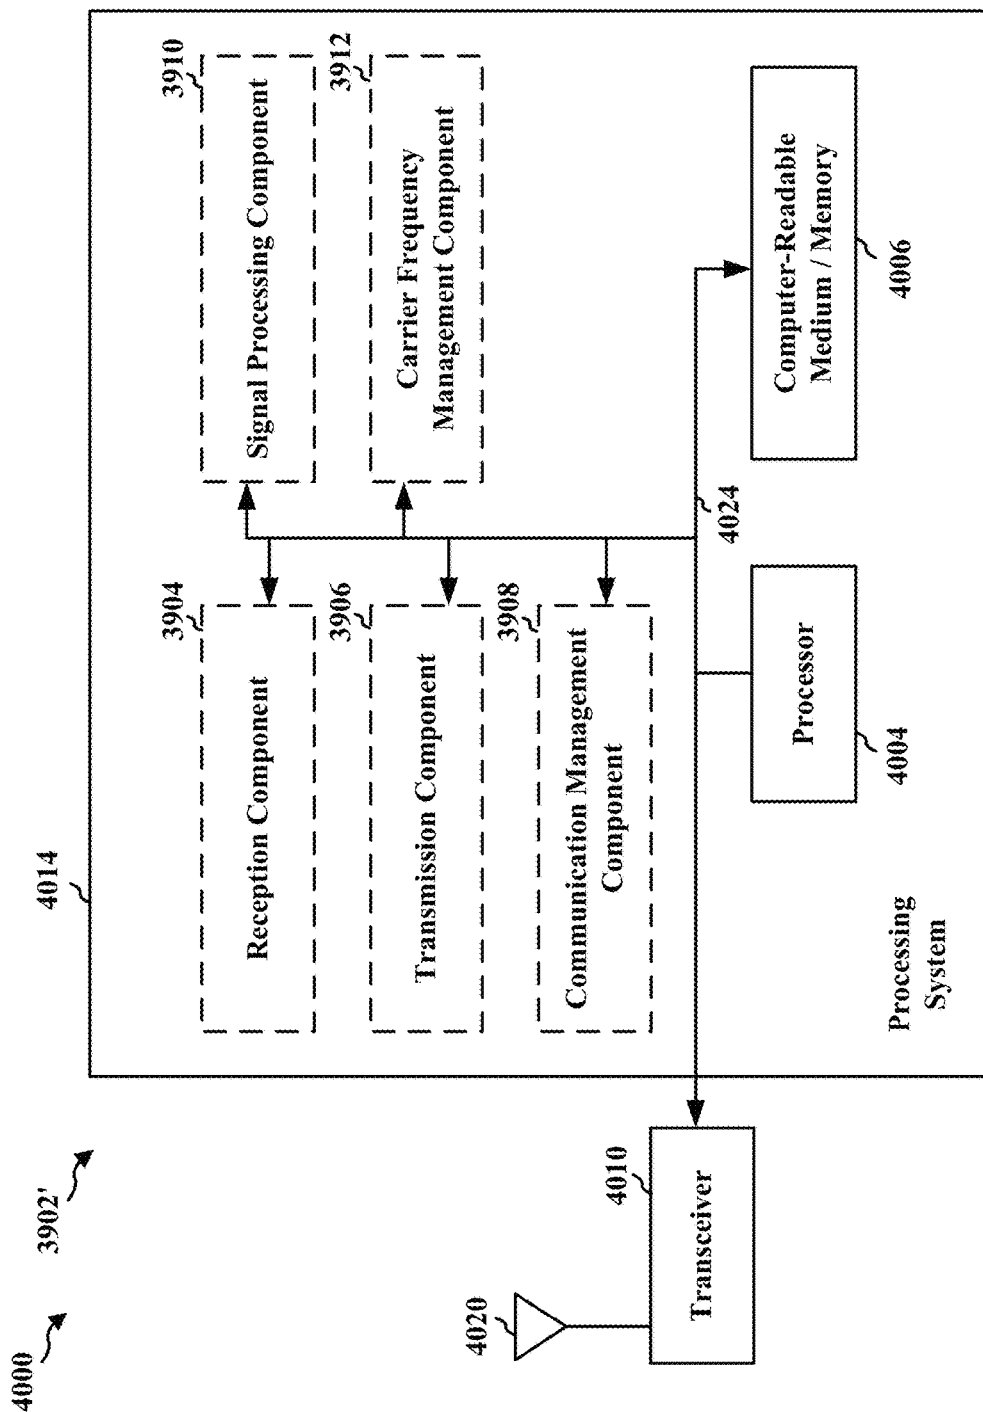 4000
3902'
4014
3904
Reception Component
3910
Signal Processing Component
3906
Transmission Component
3912
Carrier Frequency
Management Component
3908
Communication Management
Component
4020
4010
Transceiver
4024
Processor
4004
Computer-Readable
Medium / Memory
4006
Processing
System